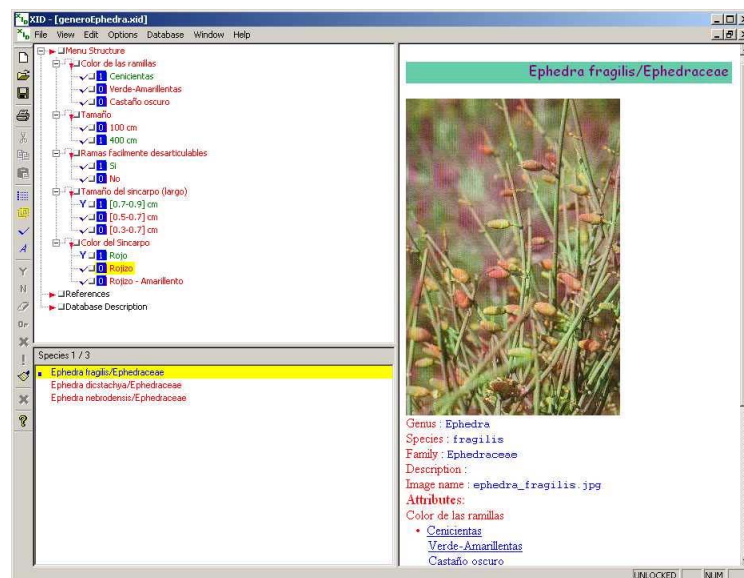 XID - [generoEphedra.xid]
File View Edit Options Database Window Help
Menu Structure
Color de las ramillas
1 Cenicientas
0 Verde-Amarillentas
0 Castaño oscuro
Tamaño
0 100 cm
1 400 cm
Ramas facilmente desarticulables
1 Si
0 No
Tamaño del sincarpo (largo)
Y 1 [0.7-0.9] cm
0 [0.5-0.7] cm
0 [0.3-0.7] cm
Color del Sincarpo
Y 1 Rojo
0 Rojizo
0 Rojizo - Amarillento
References
Database Description
A
Y
N
Or
Species 1 / 3
Ephedra fragilis/Ephedraceae
Ephedra dicstachya/Ephedraceae
Ephedra nebrodensis/Ephedraceae
Ephedra fragilis/Ephedraceae
Genus : Ephedra
Species : fragilis
Family : Ephedraceae
Description :
Image name : ephedra_fragilis.jpg
Attributes:
Color de las ramillas
• Cenicientas
Verde-Amarillentas
Castaño oscuro
UNLOCKED NUM